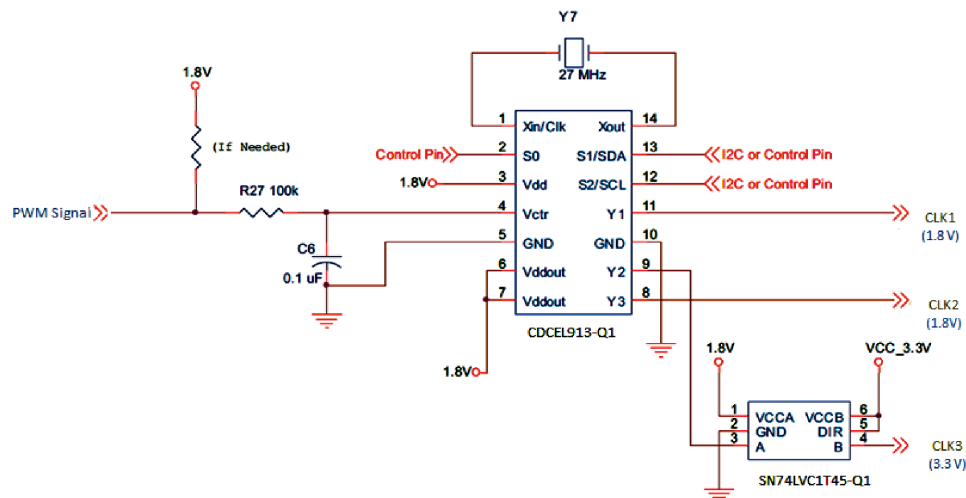 Y7
27 MHz
1.8V
(If Needed)
R27 100k
PWM Signal
C6
0.1 uF
Control Pin
1.8V
1 Xin/Clk Xout 14
2 S0 S1/SDA 13
3 Vdd S2/SCL 12
4 Vctr Y1 11
5 GND GND 10
6 Vddout Y2 9
7 Vddout Y3 8
CDCEL913-Q1
I2C or Control Pin
I2C or Control Pin
CLK1
(1.8 V)
CLK2
(1.8V)
1.8V
1.8V
VCC_3.3V
1 VCCA VCCB 6
2 GND DIR 5
3 A B 4
SN74LVC1T45-Q1
CLK3
(3.3 V)